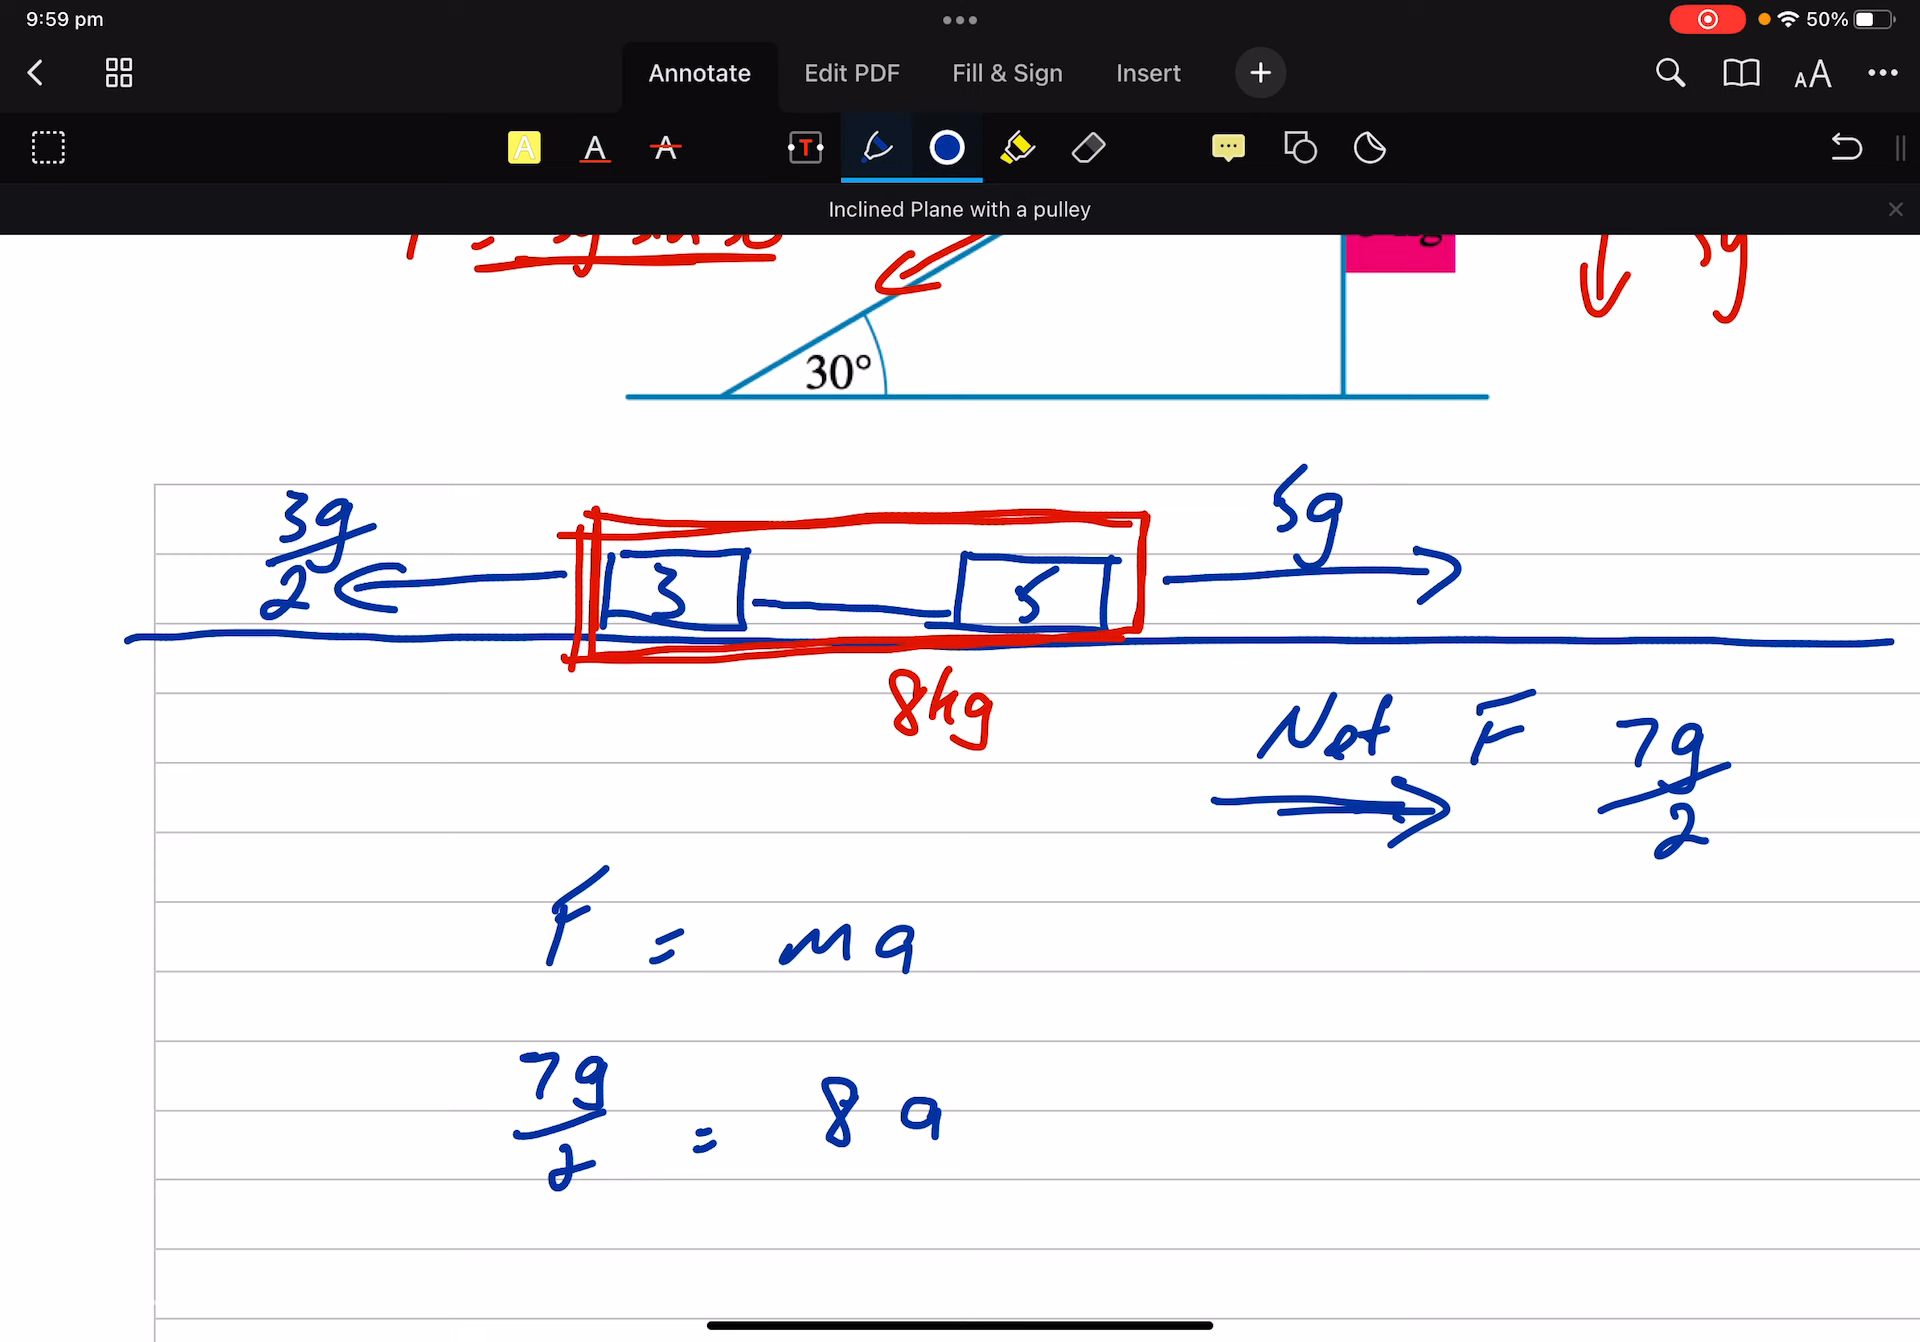 9:59 pm
50%
Annotate Edit PDF Fill & Sign Insert
A A A T AA
Inclined Plane with a pulley
30°
3g/2
3
5
5g
8kg
Net F 7g/2
F = ma
7g/2 = 8a